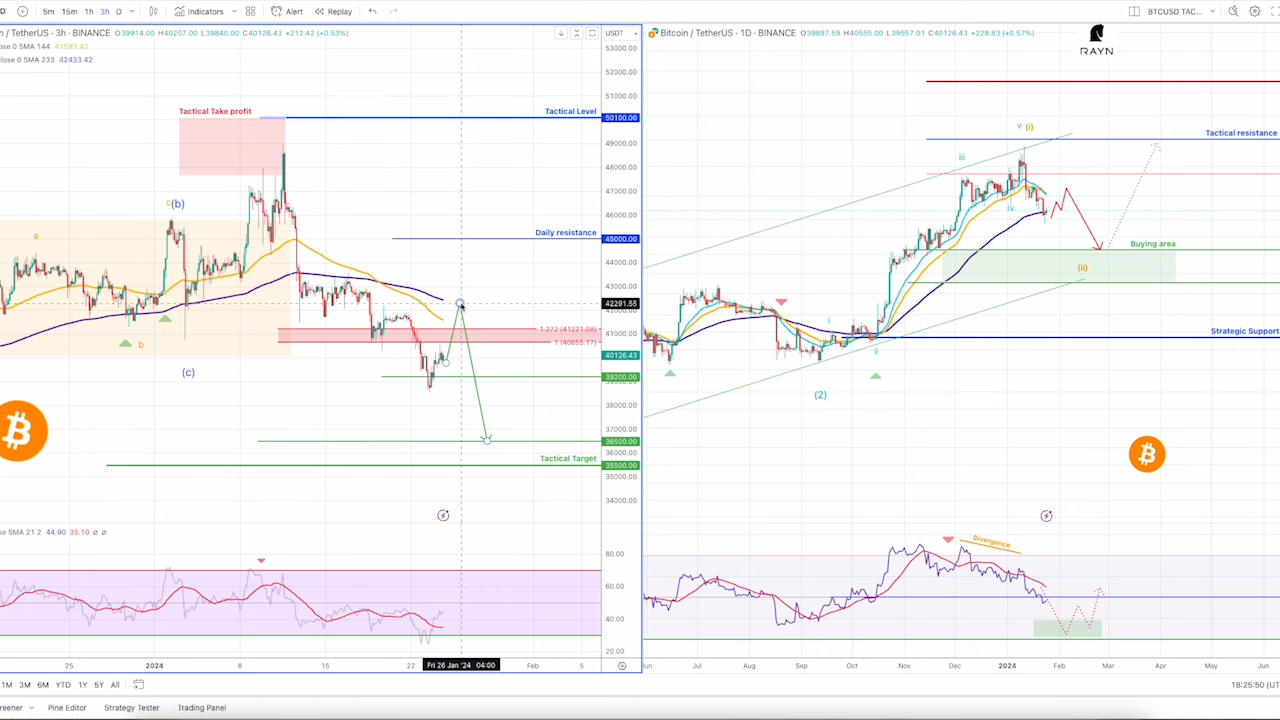 5m 15m 1h 3h D Indicators Alert Replay BTCUSD TAC...
n / TetherUS · 3h · BINANCE O39914.00 H40207.00 L39840.00 C40126.43 +212.42 (+0.53%)
lose 0 SMA 144 41593.43
close 0 SMA 233 42433.42
USDT
53000.00
52000.00
51000.00
Tactical Take profit
Tactical Level
50100.00
49000.00
48000.00
47000.00
46000.00
c(b)
a
Daily resistance
45000.00
44000.00
43000.00
42291.55
42000.00
41000.00
1.272 (41221.08)
1 (40655.17)
b
40126.43
(c)
39200.00
38000.00
37000.00
36500.00
36000.00
Tactical Target
35500.00
35000.00
34000.00
se SMA 21 2 44.90 35.10 ø ø
80.00
60.00
40.00
20.00
25 2024 8 15 22 Fri 26 Jan '24 04:00 Feb 5
Bitcoin / TetherUS · 1D · BINANCE O39897.59 H40555.00 L39557.01 C40126.43 +228.83 (+0.57%)
RAYN
v (i)
Tactical resistance
iii
iv
Buying area
(ii)
i
Strategic Support
ii
(2)
Divergence
un Jul Aug Sep Oct Nov Dec 2024 Feb Mar Apr May Jun
1M 3M 6M YTD 1Y 5Y All
18:25:50 (UT
reener Pine Editor Strategy Tester Trading Panel